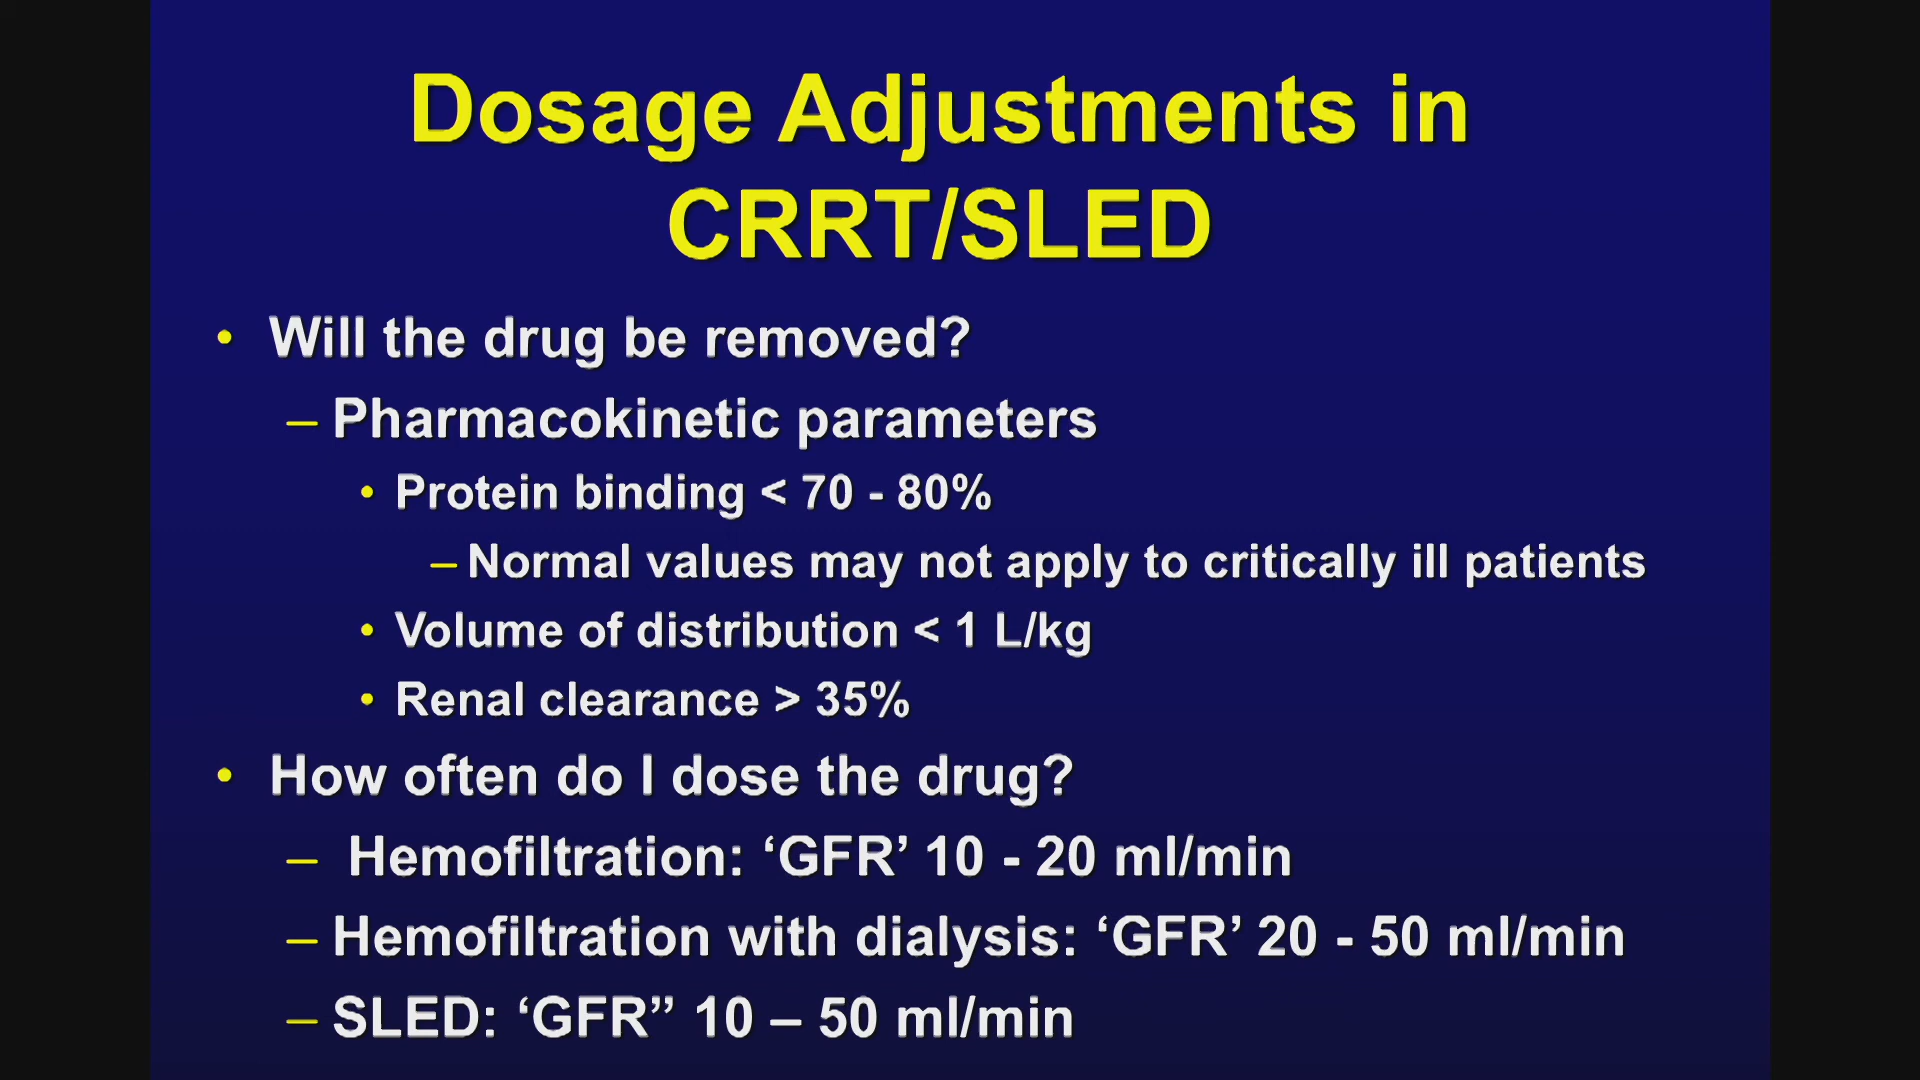 Dosage Adjustments in
CRRT/SLED
• Will the drug be removed?
– Pharmacokinetic parameters
• Protein binding < 70 - 80%
– Normal values may not apply to critically ill patients
• Volume of distribution < 1 L/kg
• Renal clearance > 35%
• How often do I dose the drug?
– Hemofiltration: ‘GFR’ 10 - 20 ml/min
– Hemofiltration with dialysis: ‘GFR’ 20 - 50 ml/min
– SLED: ‘GFR” 10 – 50 ml/min